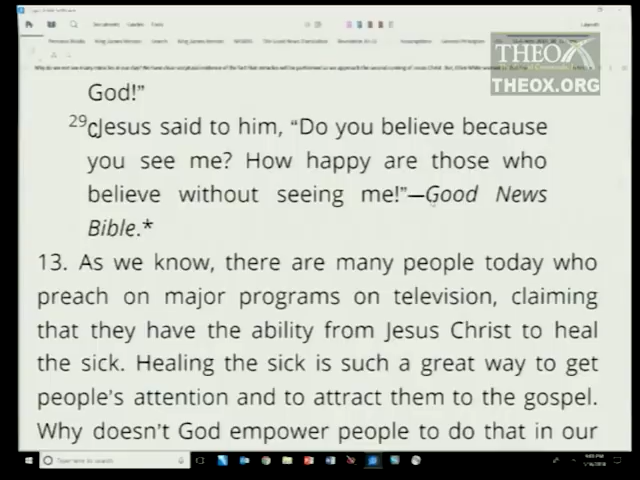 THEOX
THEOX.ORG
God!”
29cJesus said to him, “Do you believe because
you see me? How happy are those who
believe without seeing me!”—Good News
Bible.*
13. As we know, there are many people today who
preach on major programs on television, claiming
that they have the ability from Jesus Christ to heal
the sick. Healing the sick is such a great way to get
people's attention and to attract them to the gospel.
Why doesn't God empower people to do that in our